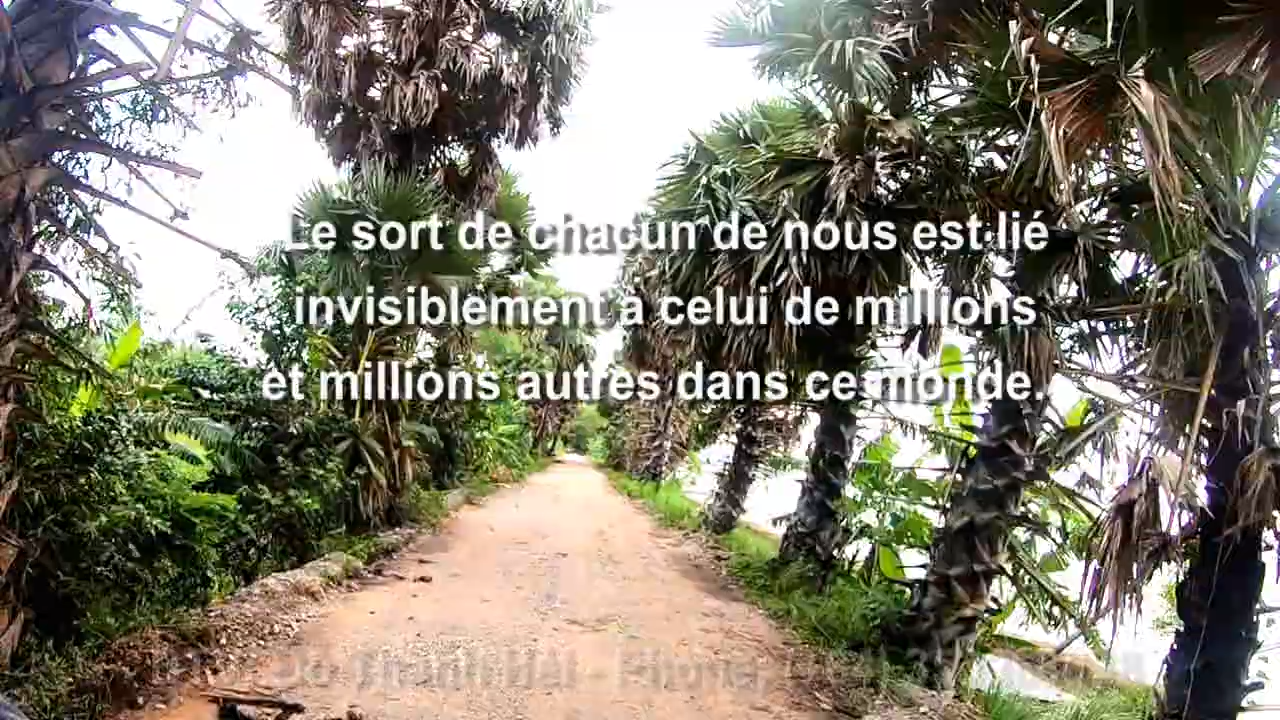 Le sort de chacun de nous est lié
invisiblement à celui de millions
et millions autres dans ce monde.